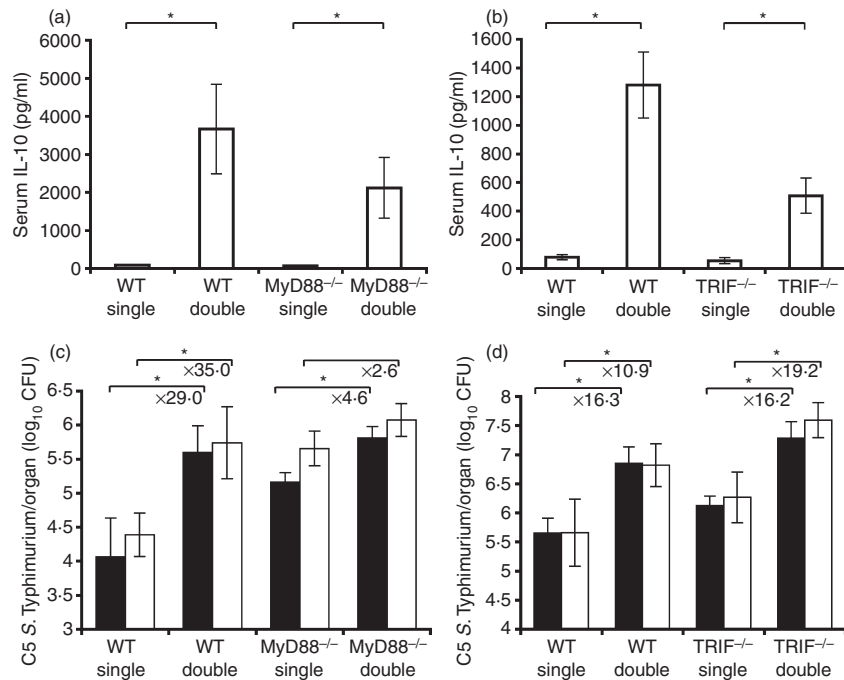 (a)
*
*
Serum IL-10 (pg/ml)
6000
5000
4000
3000
2000
1000
0
WT single
WT double
MyD88–/– single
MyD88–/– double
(b)
*
*
Serum IL-10 (pg/ml)
1600
1400
1200
1000
800
600
400
200
0
WT single
WT double
TRIF–/– single
TRIF–/– double
(c)
*
×35·0
*
×29·0
×2·6
*
×4·6
C5 S. Typhimurium/organ (log10 CFU)
6·5
6
5·5
5
4·5
4
3·5
3
WT single
WT double
MyD88–/– single
MyD88–/– double
(d)
*
×10·9
*
×16·3
*
×19·2
*
×16·2
C5 S. Typhimurium/organ (log10 CFU)
8
7·5
7
6·5
6
5·5
5
4·5
4
WT single
WT double
TRIF–/– single
TRIF–/– double